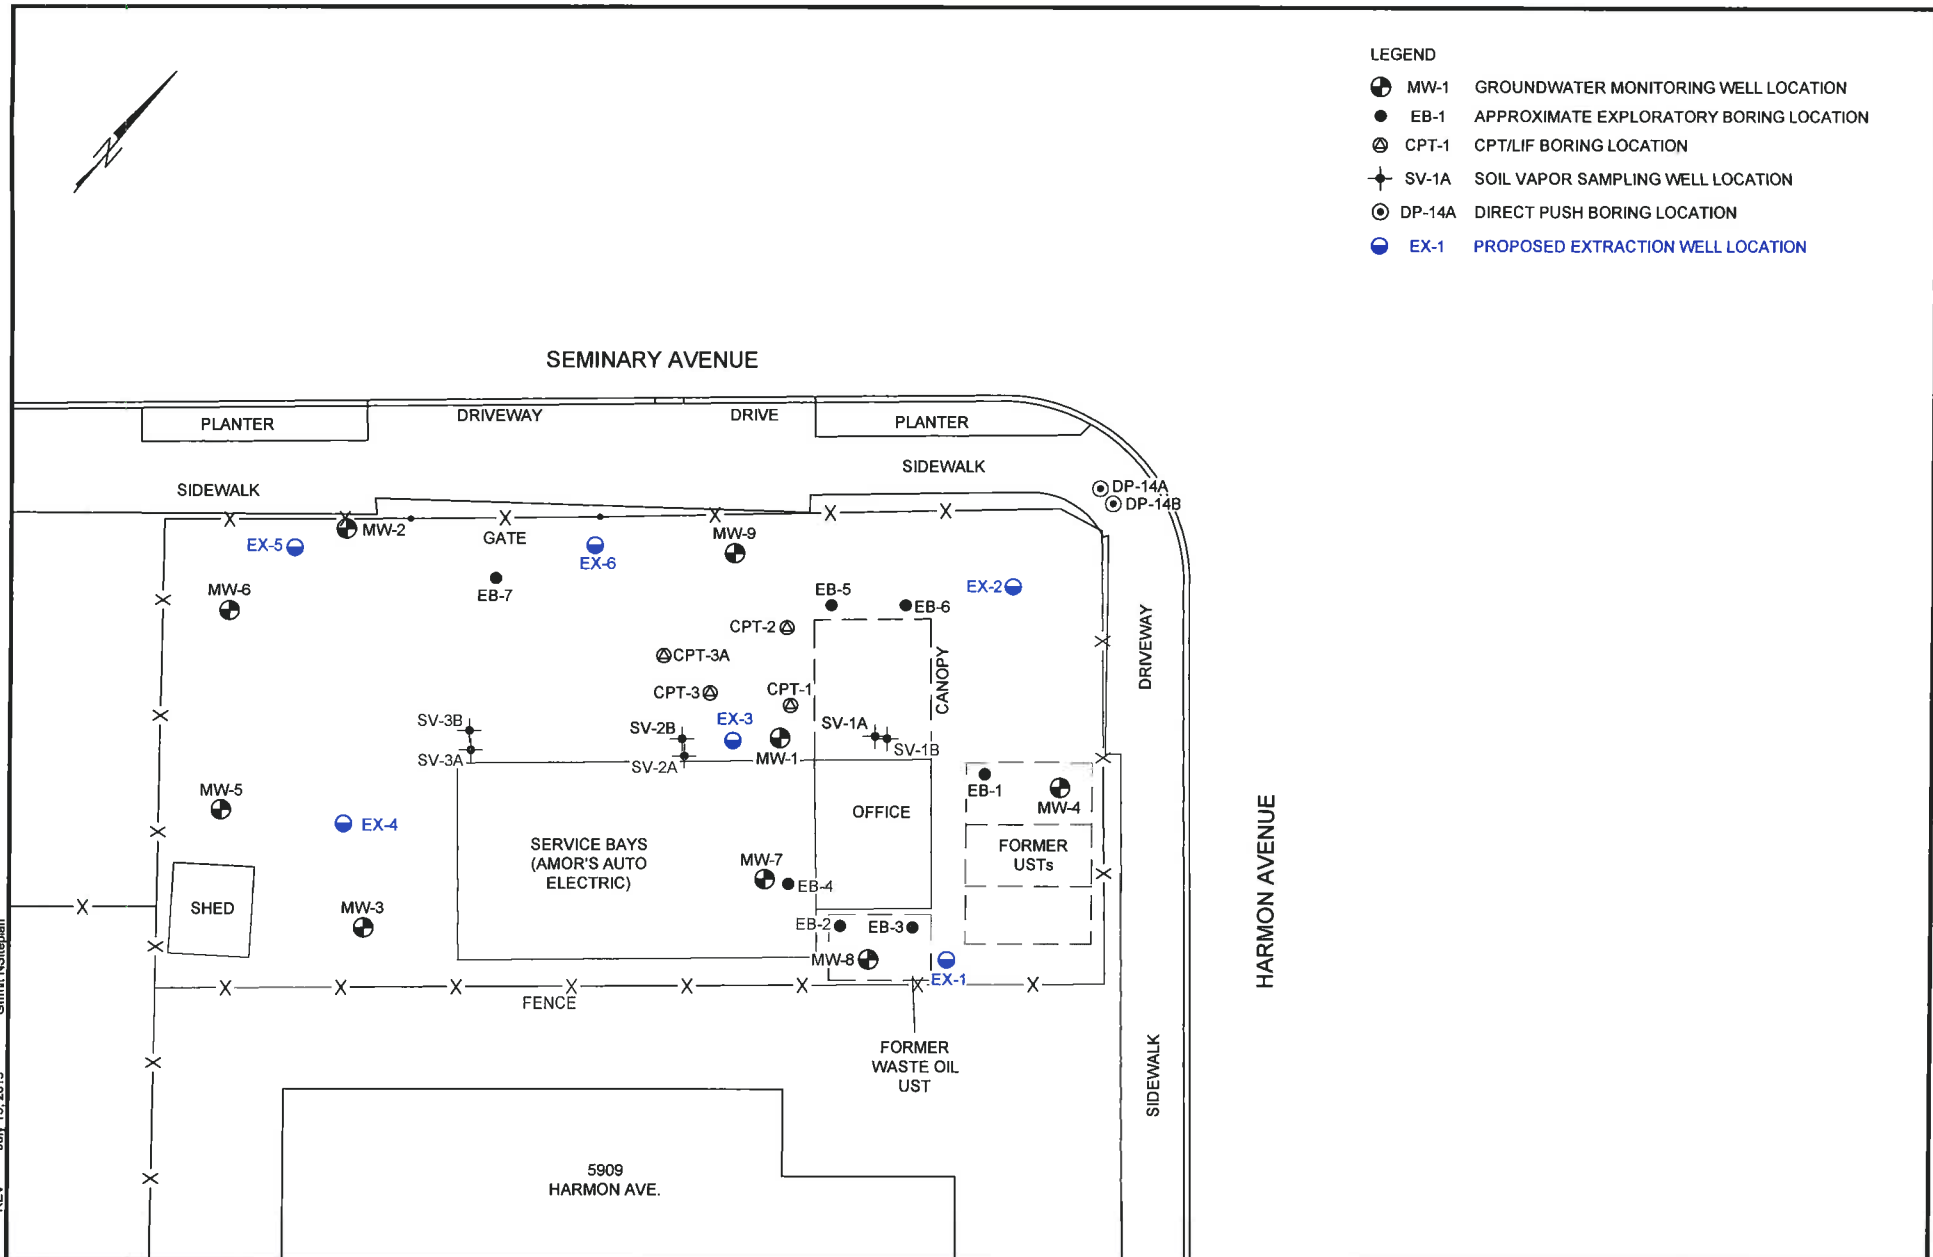 LEGEND
MW-1 GROUNDWATER MONITORING WELL LOCATION
EB-1 APPROXIMATE EXPLORATORY BORING LOCATION
CPT-1 CPT/LIF BORING LOCATION
SV-1A SOIL VAPOR SAMPLING WELL LOCATION
DP-14A DIRECT PUSH BORING LOCATION
EX-1 PROPOSED EXTRACTION WELL LOCATION
N
SEMINARY AVENUE
PLANTER
DRIVEWAY
DRIVE
PLANTER
SIDEWALK
SIDEWALK
DP-14A
DP-14B
MW-2
GATE
MW-9
EX-5
EX-6
EX-2
MW-6
EB-7
EB-5
EB-6
CPT-2
CPT-3A
CPT-3
CPT-1
CANOPY
DRIVEWAY
SV-3B
SV-2B
EX-3
SV-1A
SV-1B
SV-3A
SV-2A
MW-1
MW-5
EX-4
OFFICE
EB-1
MW-4
SERVICE BAYS
(AMOR'S AUTO
ELECTRIC)
FORMER
USTs
MW-7
EB-4
SHED
MW-3
EB-2
EB-3
MW-8
EX-1
FENCE
HARMON AVENUE
FORMER
WASTE OIL
UST
SIDEWALK
5909
HARMON AVE.